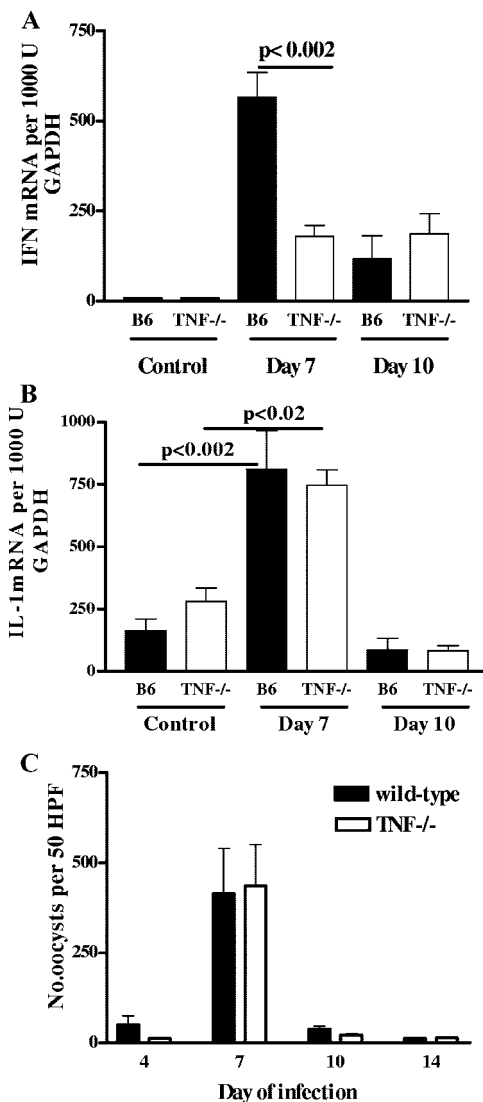 A
IFN mRNA per 1000 U
GAPDH
750
500
250
0
p< 0.002
B6 TNF-/- B6 TNF-/- B6 TNF-/-
Control Day 7 Day 10
B
IL-1mRNA per 1000 U
GAPDH
1000
750
500
250
0
p<0.02
p<0.002
B6 TNF-/- B6 TNF-/- B6 TNF-/-
Control Day 7 Day 10
C
No.oocysts per 50 HPF
750
500
250
0
wild-type
TNF-/-
4 7 10 14
Day of infection